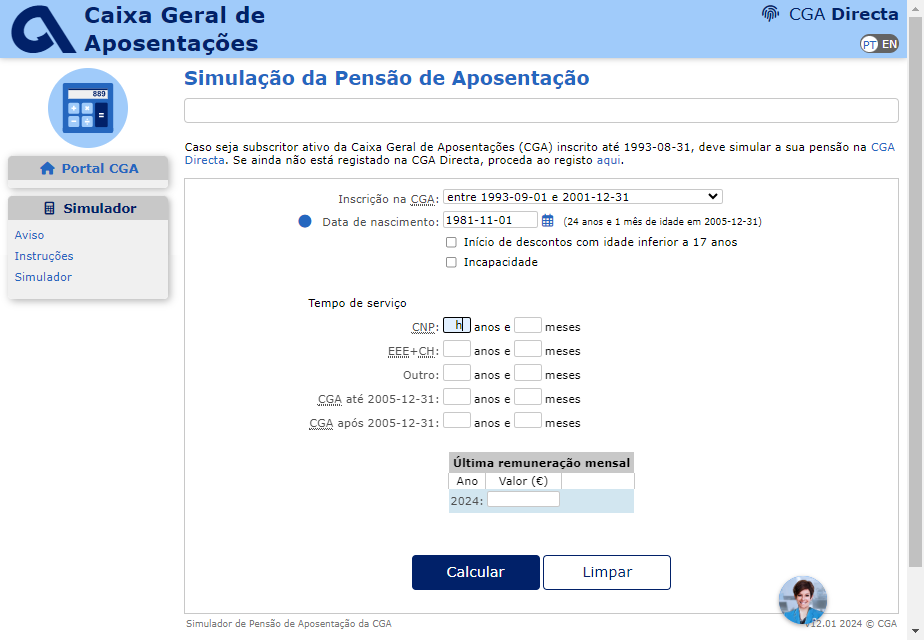 Caixa Geral de
Aposentações
CGA Directa
PT EN
889
Portal CGA
Simulador
Aviso
Instruções
Simulador
Simulação da Pensão de Aposentação
Caso seja subscritor ativo da Caixa Geral de Aposentações (CGA) inscrito até 1993-08-31, deve simular a sua pensão na CGA
Directa. Se ainda não está registado na CGA Directa, proceda ao registo aqui.
Inscrição na CGA: entre 1993-09-01 e 2001-12-31
Data de nascimento: 1981-11-01 (24 anos e 1 mês de idade em 2005-12-31)
Início de descontos com idade inferior a 17 anos
Incapacidade
Tempo de serviço
CNP: h anos e meses
EEE+CH: anos e meses
Outro: anos e meses
CGA até 2005-12-31: anos e meses
CGA após 2005-12-31: anos e meses
Última remuneração mensal
Ano Valor (€)
2024:
Calcular Limpar
Simulador de Pensão de Aposentação da CGA
V12.01 2024 © CGA